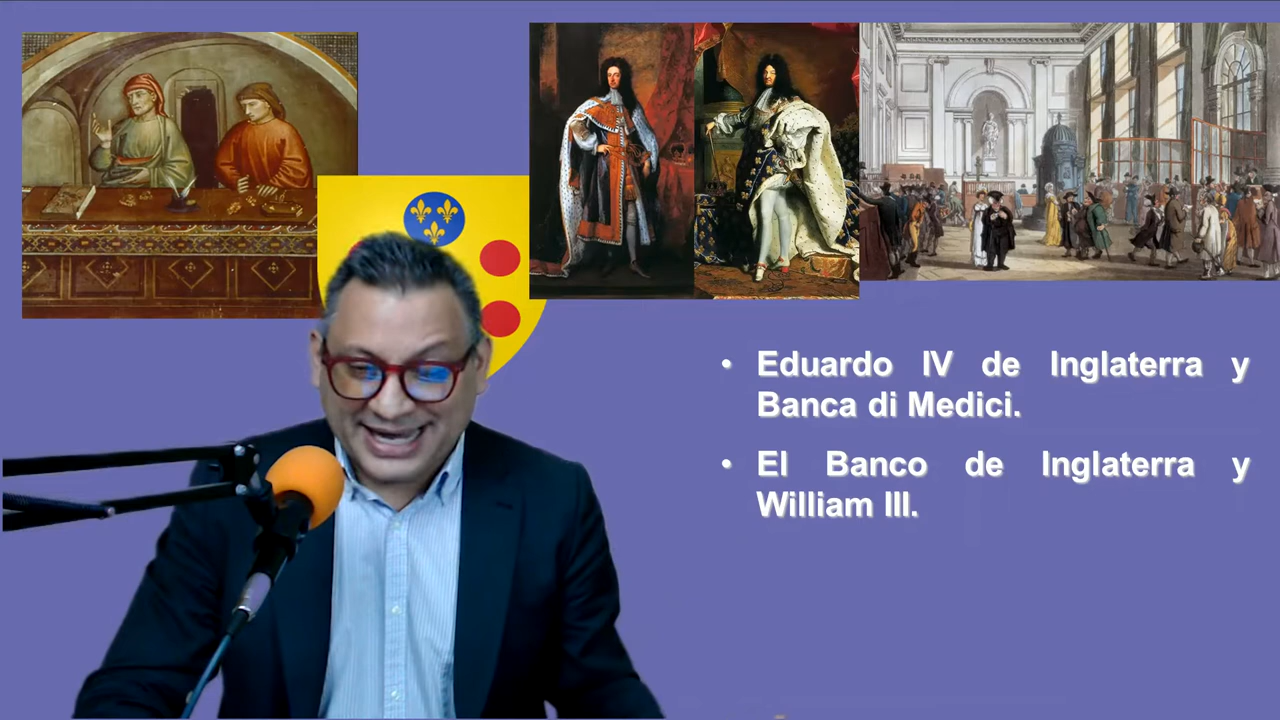 • Eduardo IV de Inglaterra y
Banca di Medici.
• El Banco de Inglaterra y
William III.